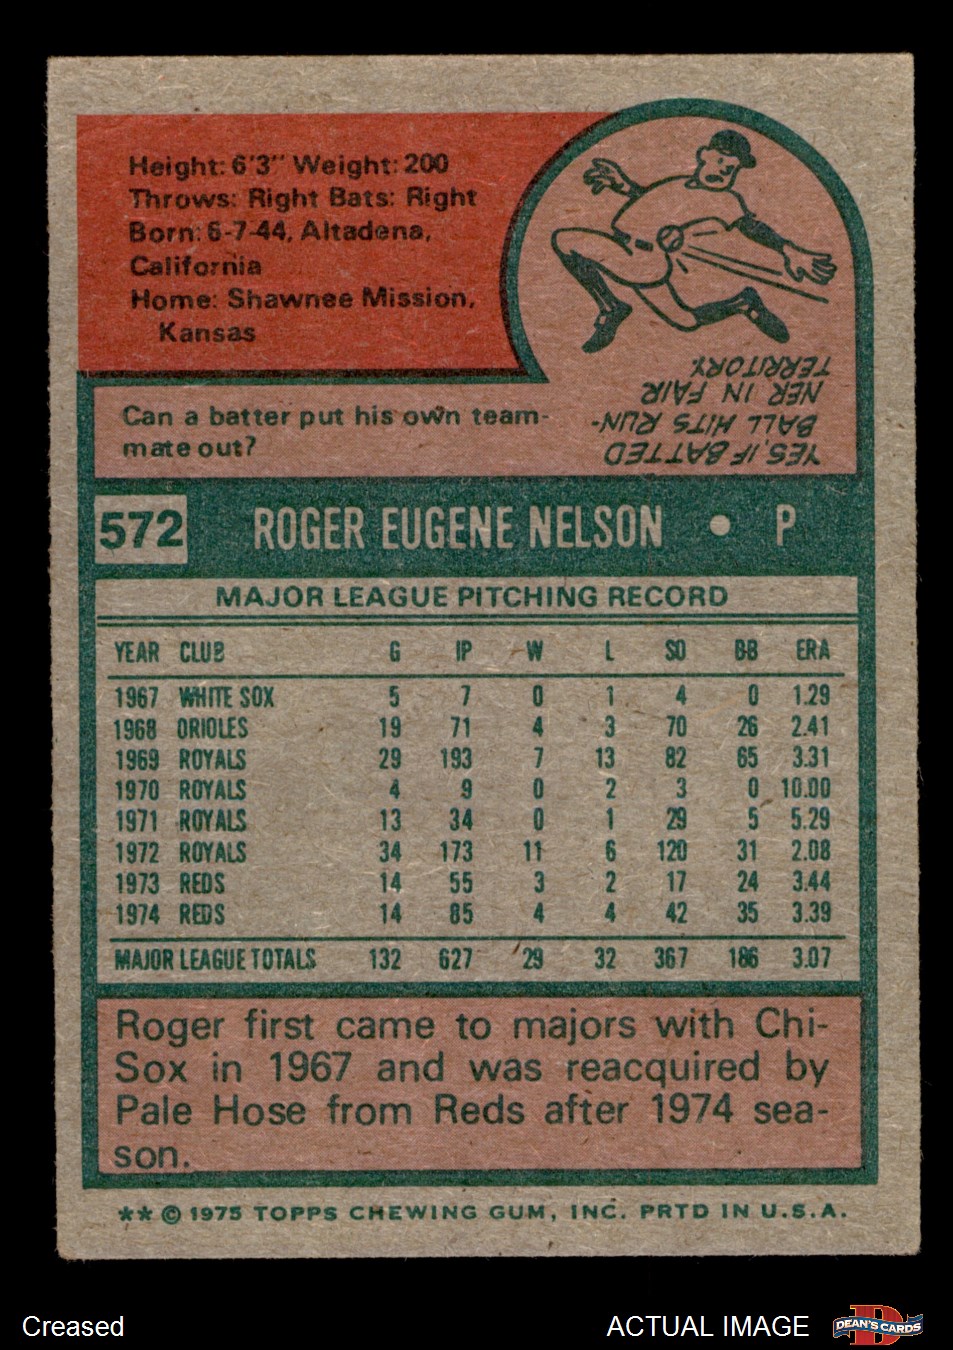 Height: 6'3" Weight: 200
Throws: Right Bats: Right
Born: 6-7-44, Altadena,
California
Home: Shawnee Mission,
Kansas
Can a batter put his own team-
mate out?
YES, IF BATTED
BALL HITS RUN-
NER IN FAIR
TERRITORY.
572 ROGER EUGENE NELSON • P
MAJOR LEAGUE PITCHING RECORD
YEAR CLUB G IP W L SO BB ERA
1967 WHITE SOX 5 7 0 1 4 0 1.29
1968 ORIOLES 19 71 4 3 70 26 2.41
1969 ROYALS 29 193 7 13 82 65 3.31
1970 ROYALS 4 9 0 2 3 0 10.00
1971 ROYALS 13 34 0 1 29 5 5.29
1972 ROYALS 34 173 11 6 120 31 2.08
1973 REDS 14 55 3 2 17 24 3.44
1974 REDS 14 85 4 4 42 35 3.39
MAJOR LEAGUE TOTALS 132 627 29 32 367 186 3.07
Roger first came to majors with Chi-
Sox in 1967 and was reacquired by
Pale Hose from Reds after 1974 sea-
son.
** © 1975 TOPPS CHEWING GUM, INC. PRTD IN U.S.A.
Creased
ACTUAL IMAGE
D
DEAN'S CARDS